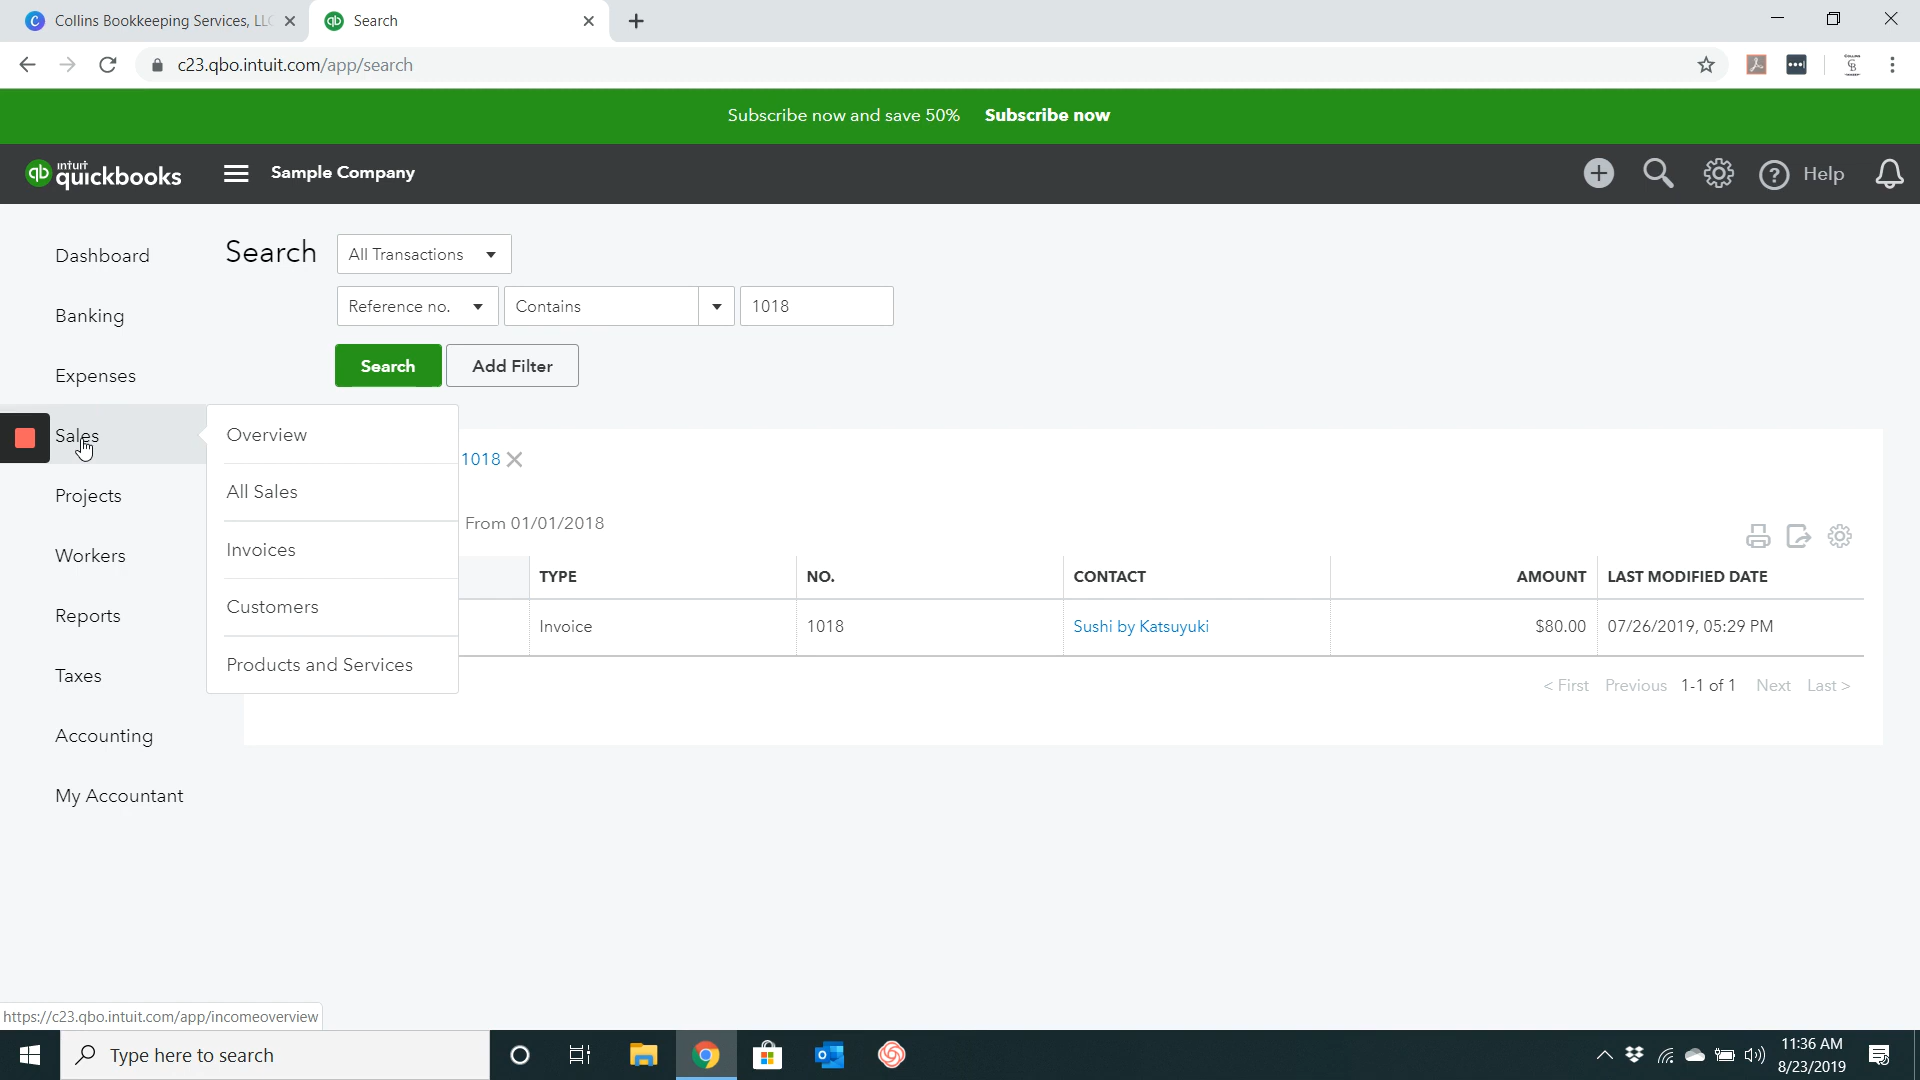 Collins Bookkeeping Services, LLC
Search
c23.qbo.intuit.com/app/search
Subscribe now and save 50% Subscribe now
intuit quickbooks
Sample Company
Help
Dashboard
Banking
Expenses
Sales
Projects
Workers
Reports
Taxes
Accounting
My Accountant
Search
All Transactions
Reference no. Contains 1018
Search Add Filter
Overview
All Sales
Invoices
Customers
Products and Services
1018
From 01/01/2018
TYPE NO. CONTACT AMOUNT LAST MODIFIED DATE
Invoice 1018 Sushi by Katsuyuki $80.00 07/26/2019, 05:29 PM
< First Previous 1-1 of 1 Next Last >
https://c23.qbo.intuit.com/app/incomeoverview
Type here to search
11:36 AM
8/23/2019